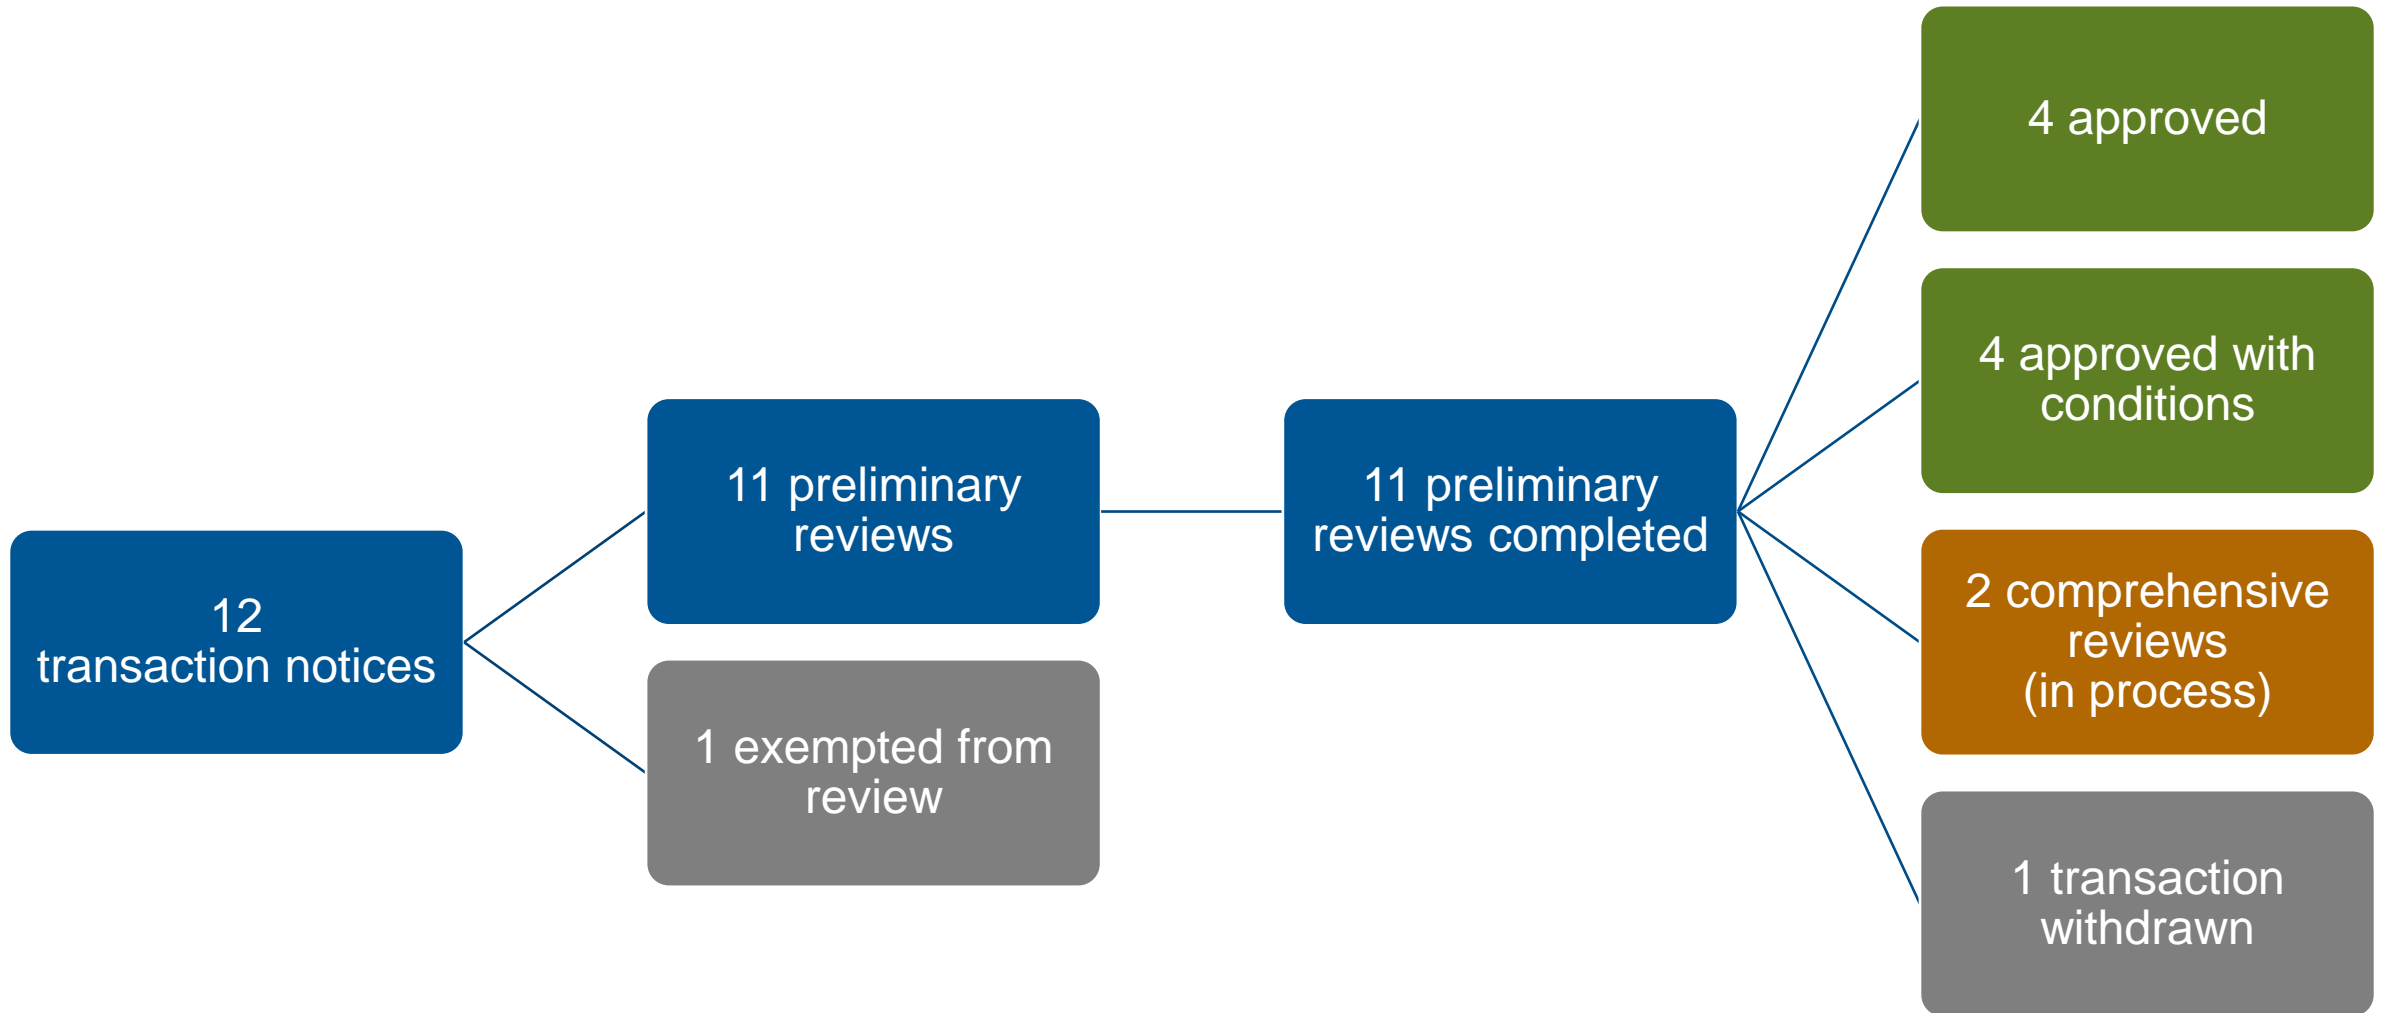 12
transaction notices
11 preliminary
reviews
1 exempted from
review
11 preliminary
reviews completed
4 approved
4 approved with
conditions
2 comprehensive
reviews
(in process)
1 transaction
withdrawn